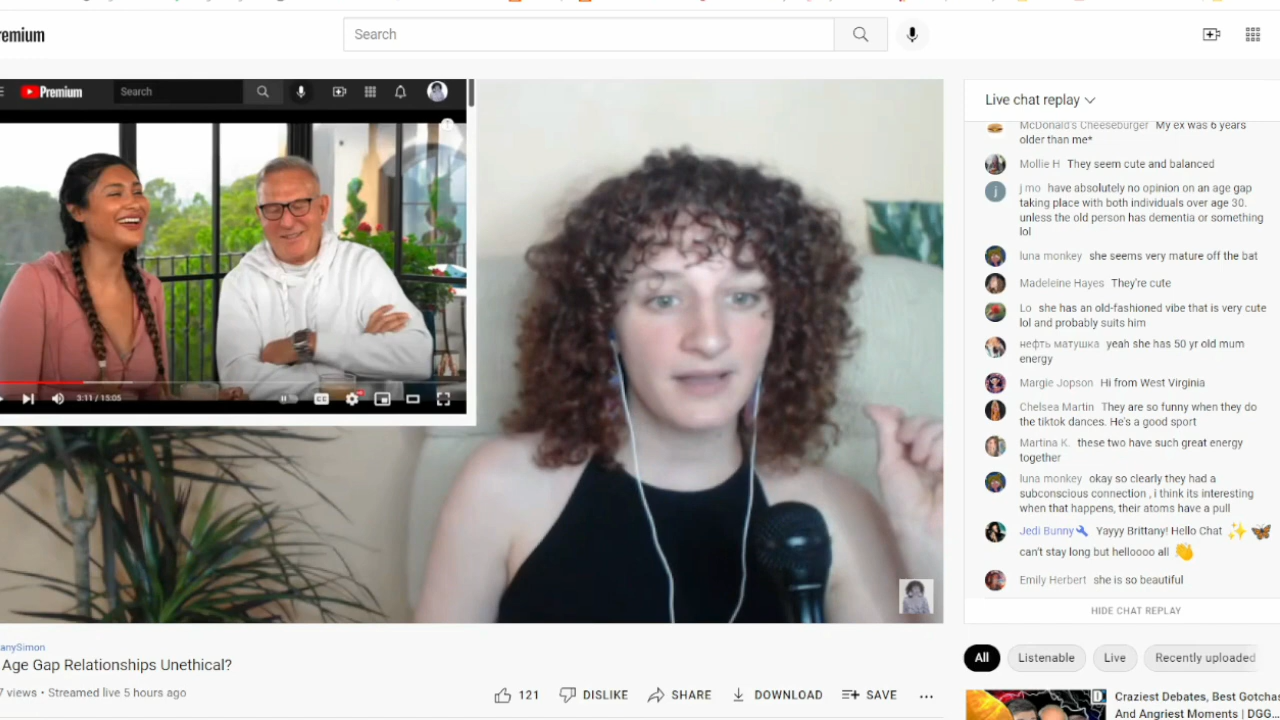 remium
Search
Premium
Search
3:11 / 15:05
Live chat replay
McDonald's Cheeseburger My ex was 6 years
older than me*
Mollie H They seem cute and balanced
j mo have absolutely no opinion on an age gap
taking place with both individuals over age 30.
unless the old person has dementia or something
lol
luna monkey she seems very mature off the bat
Madeleine Hayes They're cute
Lo she has an old-fashioned vibe that is very cute
lol and probably suits him
нефть матушка yeah she has 50 yr old mum
energy
Margie Jopson Hi from West Virginia
Chelsea Martin They are so funny when they do
the tiktok dances. He's a good sport
Martina K. these two have such great energy
together
luna monkey okay so clearly they had a
subconscious connection , i think its interesting
when that happens, their atoms have a pull
Jedi Bunny Yayyy Brittany! Hello Chat ✨ 🦋
can't stay long but helloooo all 👋
Emily Herbert she is so beautiful
HIDE CHAT REPLAY
anySimon
Age Gap Relationships Unethical?
7 views • Streamed live 5 hours ago
121 DISLIKE SHARE DOWNLOAD SAVE ...
All Listenable Live Recently uploaded
Craziest Debates, Best Gotchas
And Angriest Moments | DGG...